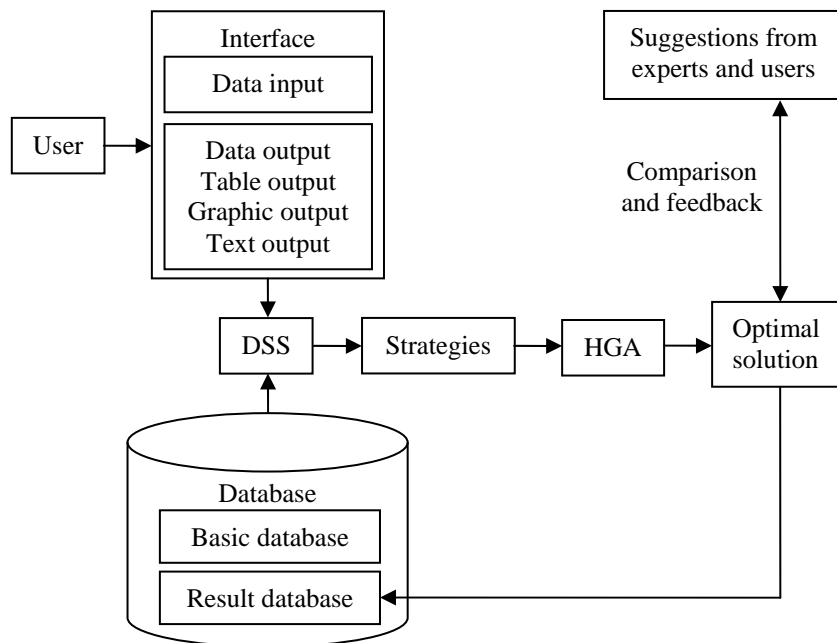 Interface
Data input
User
Data output
Table output
Graphic output
Text output
Suggestions from
experts and users
Comparison
and feedback
DSS
Strategies
HGA
Optimal
solution
Database
Basic database
Result database